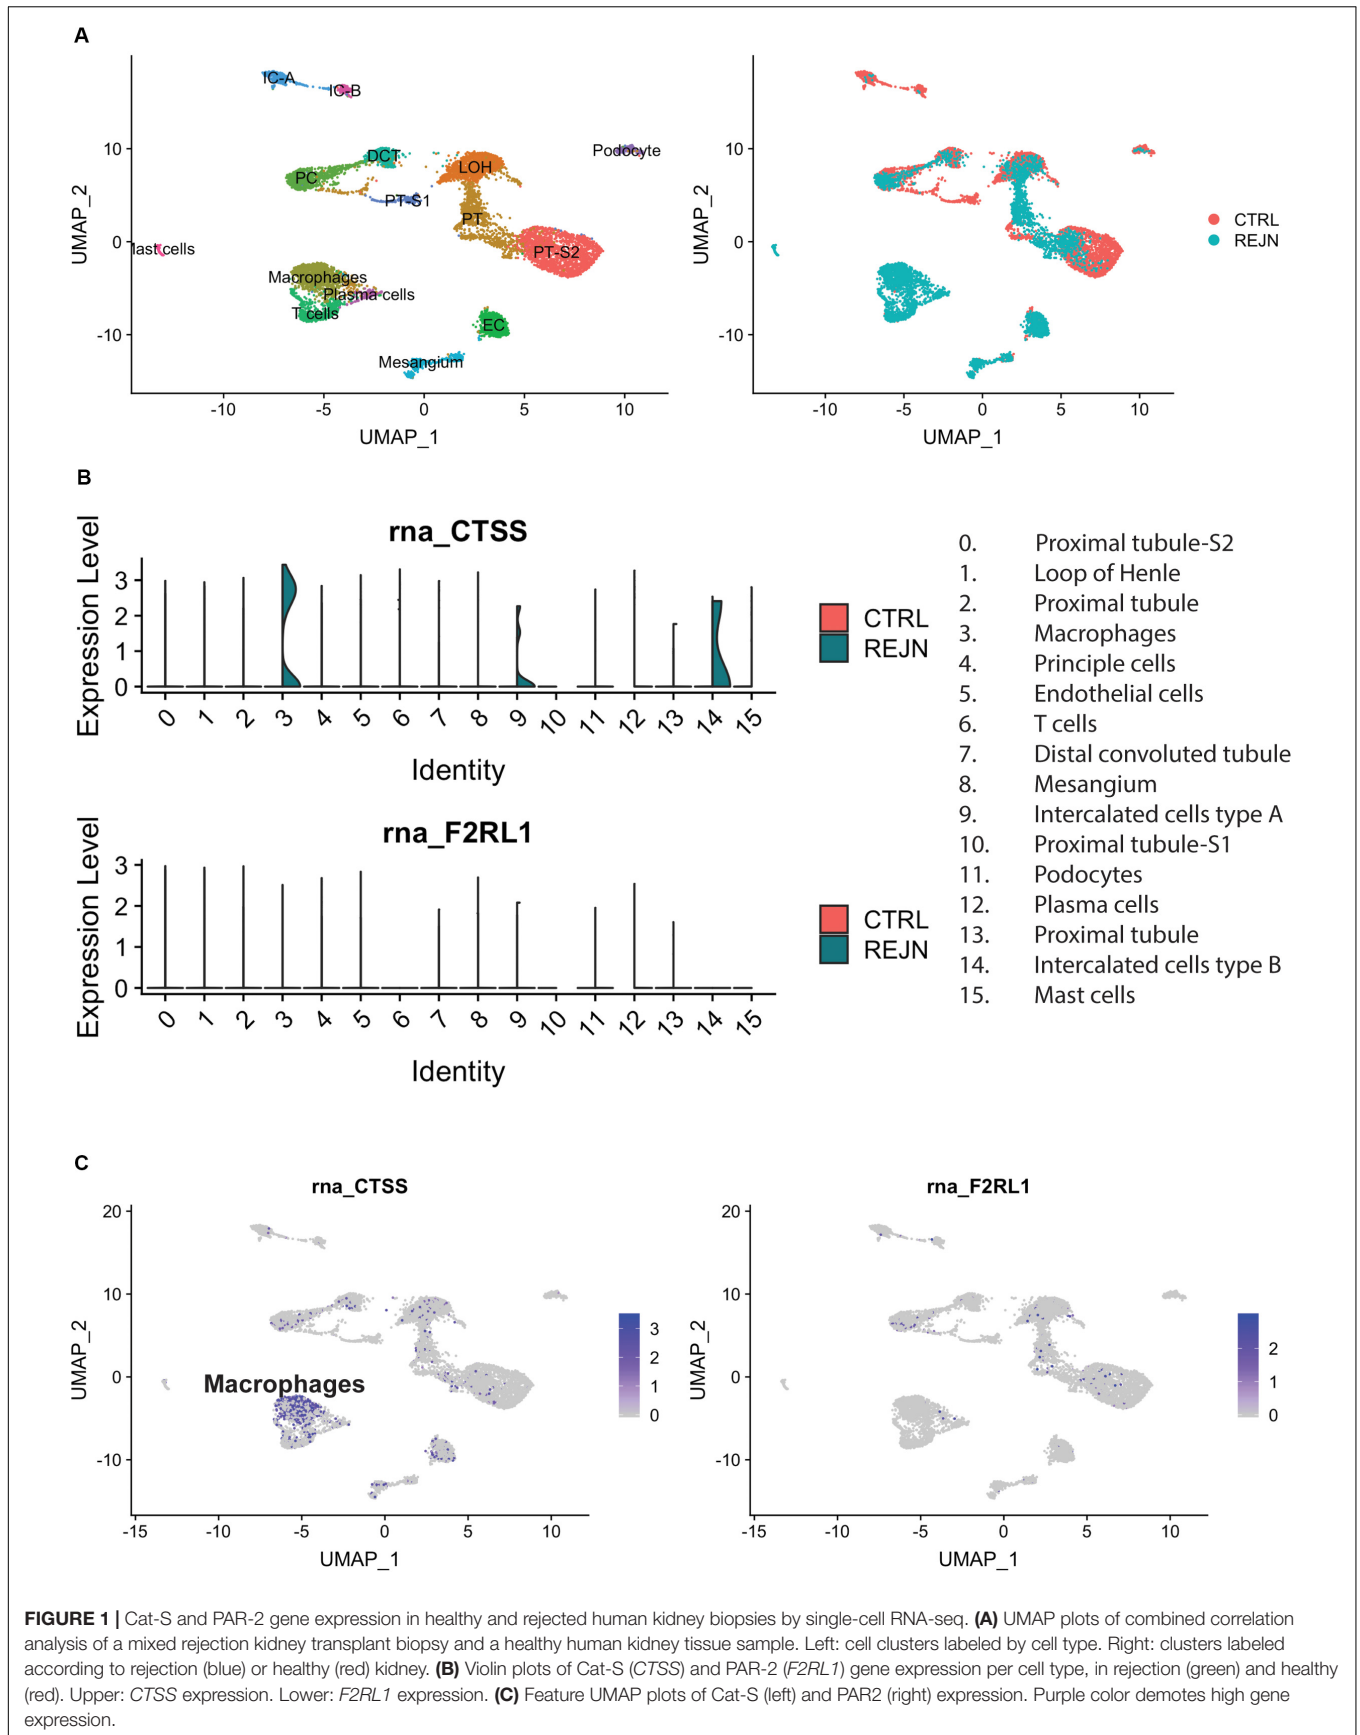 A
IC-A
IC-B
DCT
LOH
Podocyte
PC
PT-S1
PT
PT-S2
Mast cells
Macrophages
Plasma cells
T cells
EC
Mesangium
10
0
-10
UMAP_2
-10
-5
0
5
10
UMAP_1
10
0
-10
UMAP_2
-10
-5
0
5
10
UMAP_1
CTRL
REJN
B
rna_CTSS
Expression Level
3
2
1
0
0 1 2 3 4 5 6 7 8 9 10 11 12 13 14 15
Identity
CTRL
REJN
rna_F2RL1
Expression Level
3
2
1
0
0 1 2 3 4 5 6 7 8 9 10 11 12 13 14 15
Identity
CTRL
REJN
0. Proximal tubule-S2
1. Loop of Henle
2. Proximal tubule
3. Macrophages
4. Principle cells
5. Endothelial cells
6. T cells
7. Distal convoluted tubule
8. Mesangium
9. Intercalated cells type A
10. Proximal tubule-S1
11. Podocytes
12. Plasma cells
13. Proximal tubule
14. Intercalated cells type B
15. Mast cells
C
rna_CTSS
20
10
0
-10
UMAP_2
Macrophages
3
2
1
0
-15 -10 -5 0 5 10
UMAP_1
rna_F2RL1
20
10
0
-10
UMAP_2
2
1
0
-15 -10 -5 0 5 10
UMAP_1
FIGURE 1 | Cat-S and PAR-2 gene expression in healthy and rejected human kidney biopsies by single-cell RNA-seq. (A) UMAP plots of combined correlation
analysis of a mixed rejection kidney transplant biopsy and a healthy human kidney tissue sample. Left: cell clusters labeled by cell type. Right: clusters labeled
according to rejection (blue) or healthy (red) kidney. (B) Violin plots of Cat-S (CTSS) and PAR-2 (F2RL1) gene expression per cell type, in rejection (green) and healthy
(red). Upper: CTSS expression. Lower: F2RL1 expression. (C) Feature UMAP plots of Cat-S (left) and PAR2 (right) expression. Purple color demotes high gene
expression.